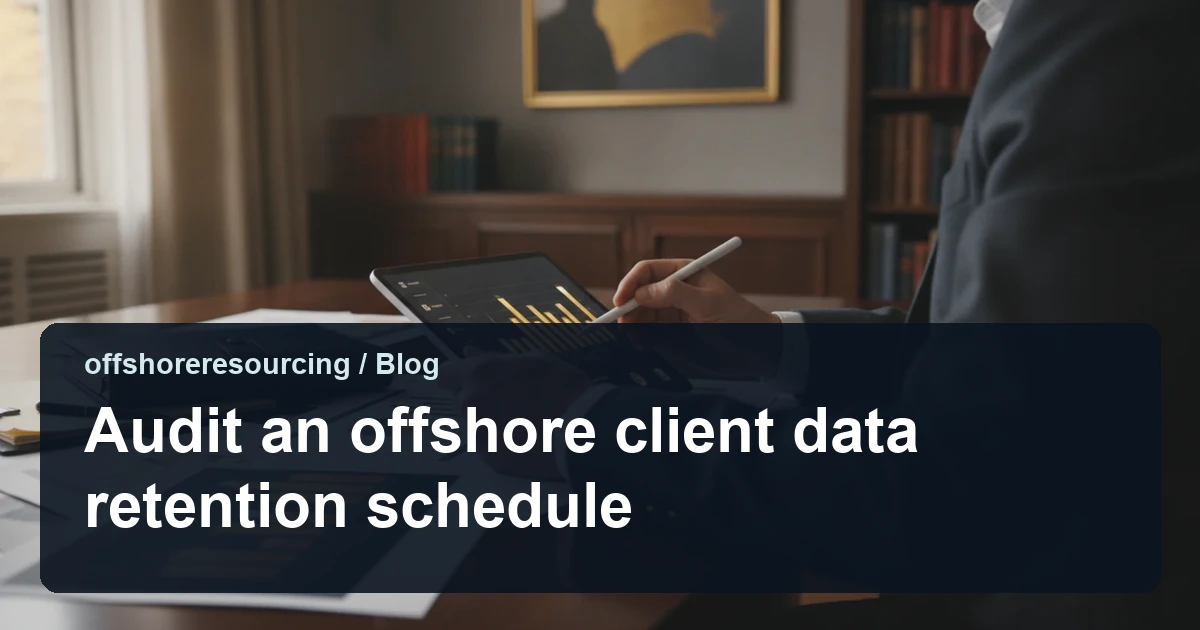 offshoreresourcing / Blog
Audit an offshore client data
retention schedule